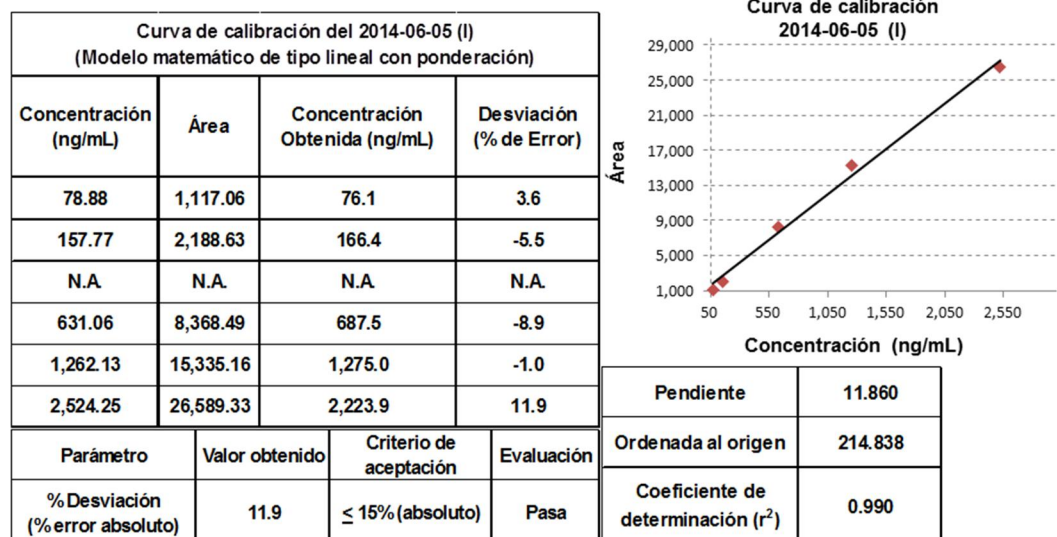 Curva de calibración del 2014-06-05 (I)
(Modelo matemático de tipo lineal con ponderación)
Concentración (ng/mL) Área Concentración Obtenida (ng/mL) Desviación (% de Error)
78.88 1,117.06 76.1 3.6
157.77 2,188.63 166.4 -5.5
N.A. N.A. N.A. N.A.
631.06 8,368.49 687.5 -8.9
1,262.13 15,335.16 1,275.0 -1.0
2,524.25 26,589.33 2,223.9 11.9
Parámetro Valor obtenido Criterio de aceptación Evaluación
% Desviación (% error absoluto) 11.9 ≤ 15% (absoluto) Pasa
Curva de calibración
2014-06-05 (I)
29,000
25,000
21,000
17,000
13,000
9,000
5,000
1,000
Área
50 550 1,050 1,550 2,050 2,550
Concentración (ng/mL)
Pendiente 11.860
Ordenada al origen 214.838
Coeficiente de determinación (r²) 0.990